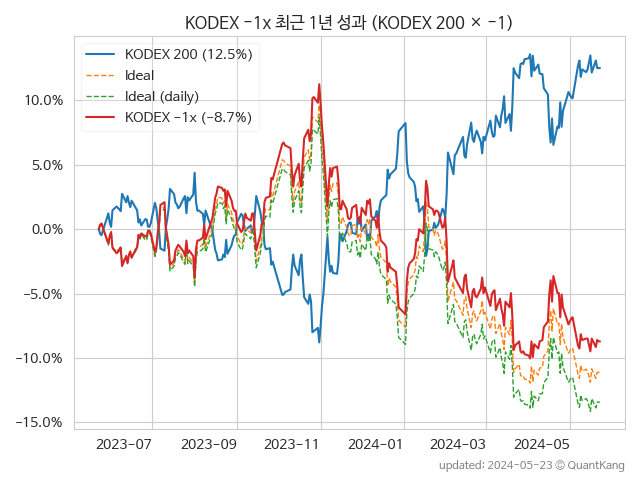 KODEX −1x 최근 1년 성과 (KODEX 200 × −1)
KODEX 200 (12.5%)
Ideal
Ideal (daily)
KODEX −1x (−8.7%)
10.0%
5.0%
0.0%
−5.0%
−10.0%
−15.0%
2023−07 2023−09 2023−11 2024−01 2024−03 2024−05
updated: 2024-05-23 © QuantKang